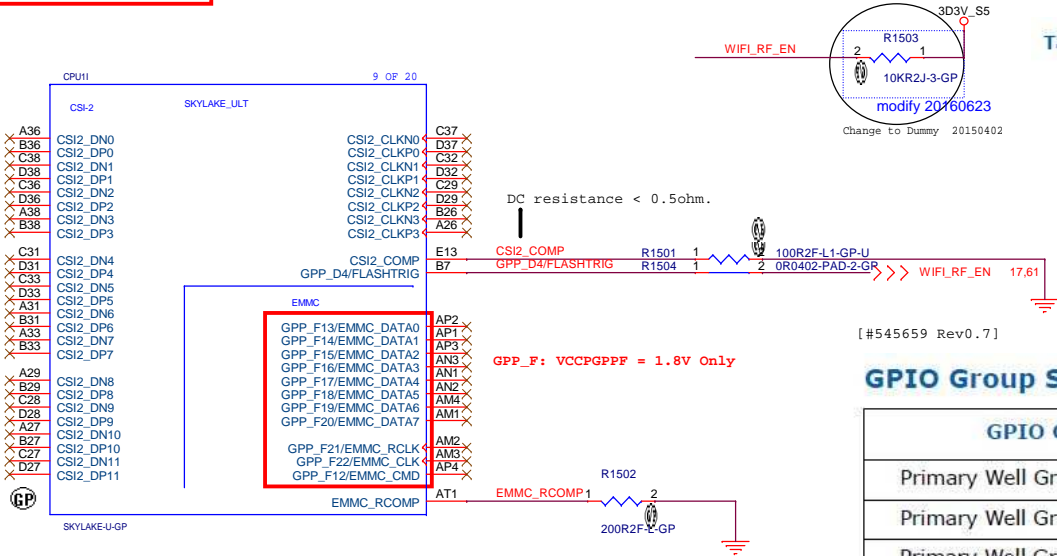 3D3V_S5
R1503
WIFI_RF_EN
2
1
10KR2J-3-GP
modify 20160623
Change to Dummy 20150402
CPU1I
9 OF 20
CSI-2
SKYLAKE_ULT
A36 CSI2_DN0
B36 CSI2_DP0
C38 CSI2_DN1
D38 CSI2_DP1
C36 CSI2_DN2
D36 CSI2_DP2
A38 CSI2_DN3
B38 CSI2_DP3
C31 CSI2_DN4
D31 CSI2_DP4
C33 CSI2_DN5
D33 CSI2_DP5
A31 CSI2_DN6
B31 CSI2_DP6
A33 CSI2_DN7
B33 CSI2_DP7
A29 CSI2_DN8
B29 CSI2_DP8
C28 CSI2_DN9
D28 CSI2_DP9
A27 CSI2_DN10
B27 CSI2_DP10
C27 CSI2_DN11
D27 CSI2_DP11
CSI2_CLKN0 C37
CSI2_CLKP0 D37
CSI2_CLKN1 C32
CSI2_CLKP1 D32
CSI2_CLKN2 C29
CSI2_CLKP2 D29
CSI2_CLKN3 B26
CSI2_CLKP3 A26
DC resistance < 0.5ohm.
CSI2_COMP E13 CSI2_COMP R1501 1 2 100R2F-L1-GP-U
GPP_D4/FLASHTRIG B7 GPP_D4/FLASHTRIG R1504 1 2 0R0402-PAD-2-GP WIFI_RF_EN 17,61
EMMC
GPP_F13/EMMC_DATA0 AP2
GPP_F14/EMMC_DATA1 AP1
GPP_F15/EMMC_DATA2 AP3
GPP_F16/EMMC_DATA3 AN3
GPP_F17/EMMC_DATA4 AN1
GPP_F18/EMMC_DATA5 AN2
GPP_F19/EMMC_DATA6 AM4
GPP_F20/EMMC_DATA7 AM1
GPP_F21/EMMC_RCLK AM2
GPP_F22/EMMC_CLK AM3
GPP_F12/EMMC_CMD AP4
GPP_F: VCCPGPPF = 1.8V Only
EMMC_RCOMP AT1 EMMC_RCOMP 1 2
R1502
200R2F-L-GP
GP
SKYLAKE-U-GP
[#545659 Rev0.7]
GPIO Group S
GPIO
Primary Well Gr
Primary Well Gr